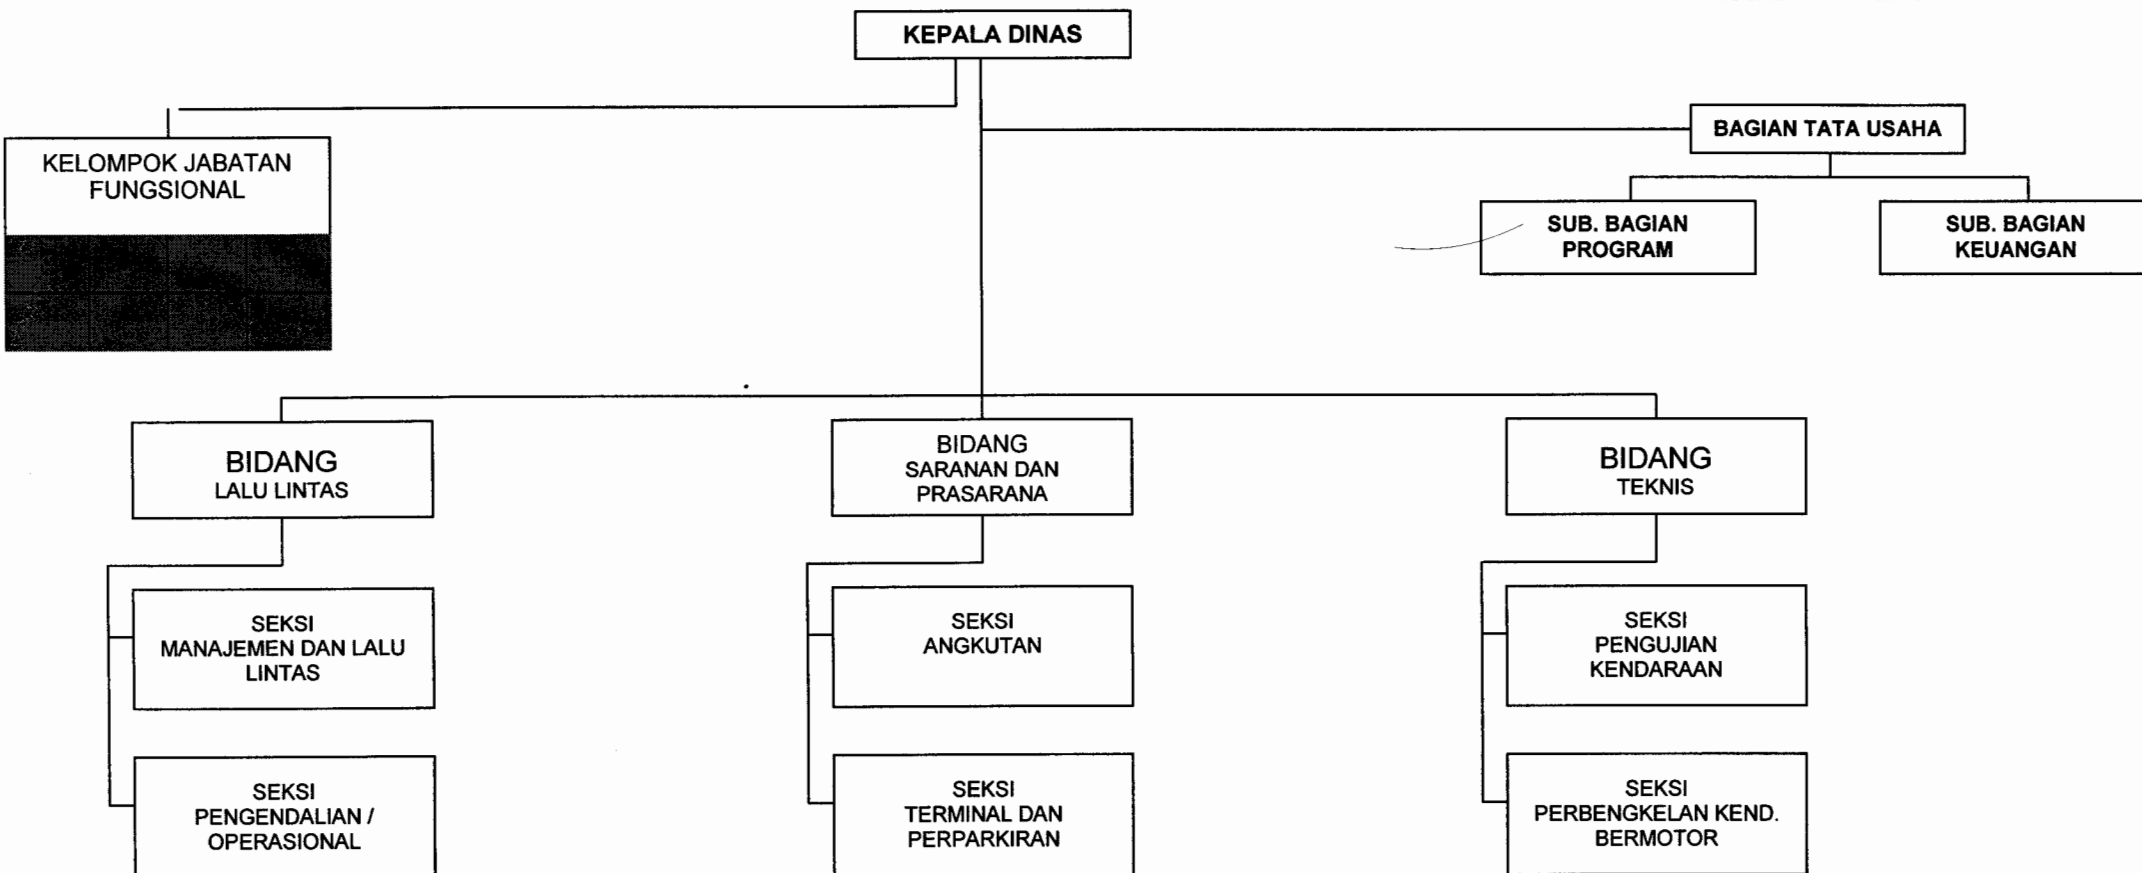 KEPALA DINAS
BAGIAN TATA USAHA
KELOMPOK JABATAN
FUNGSIONAL
SUB. BAGIAN
PROGRAM
SUB. BAGIAN
KEUANGAN
BIDANG
LALU LINTAS
BIDANG
SARANAN DAN
PRASARANA
BIDANG
TEKNIS
SEKSI
MANAJEMEN DAN LALU
LINTAS
SEKSI
ANGKUTAN
SEKSI
PENGUJIAN
KENDARAAN
SEKSI
PENGENDALIAN /
OPERASIONAL
SEKSI
TERMINAL DAN
PERPARKIRAN
SEKSI
PERBENGKELAN KEND.
BERMOTOR